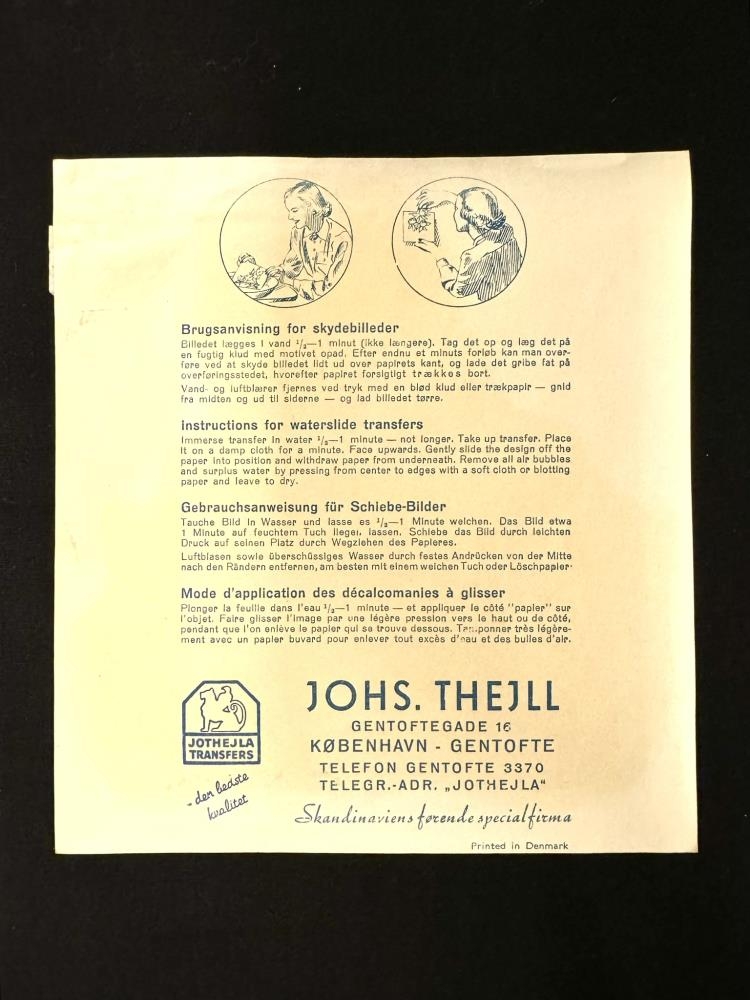 Brugsanvisning for skydebilleder
Billedet lægges i vand ¹/₂—1 minut (ikke længere). Tag det op og læg det på
en fugtig klud med motivet opad. Efter endnu et minuts forløb kan man over-
føre ved at skyde billedet lidt ud over papirets kant, og lade det gribe fat på
overføringsstedet, hvorefter papiret forsigtigt trækkes bort.
Vand- og luftblærer fjernes ved tryk med en blød klud eller trækpapir — gnid
fra midten og ud til siderne — og lad billedet tørre.
instructions for waterslide transfers
Immerse transfer in water ¹/₂—1 minute — not longer. Take up transfer. Place
it on a damp cloth for a minute. Face upwards. Gently slide the design off the
paper into position and withdraw paper from underneath. Remove all air bubbles
and surplus water by pressing from center to edges with a soft cloth or blotting
paper and leave to dry.
Gebrauchsanweisung für Schiebe-Bilder
Tauche Bild in Wasser und lasse es ¹/₂—1 Minute weichen. Das Bild etwa
1 Minute auf feuchtem Tuch liegen lassen. Schiebe das Bild durch leichten
Druck auf seinen Platz durch Wegziehen des Papieres.
Luftblasen sowie überschüssiges Wasser durch festes Andrücken von der Mitte
nach den Rändern entfernen, am besten mit einem weichen Tuch oder Löschpapier.
Mode d'application des décalcomanies à glisser
Plonger la feuille dans l'eau ¹/₂—1 minute — et appliquer le côté "papier" sur
l'objet. Faire glisser l'image par une légère pression vers le haut ou de côté,
pendant que l'on enlève le papier qui se trouve dessous. Tamponner très légère-
ment avec un papier buvard pour enlever tout excès d'eau et des bulles d'air.
JOTHEJLA
TRANSFERS
- den bedste
kvalitet
JOHS. THEJLL
GENTOFTEGADE 16
KØBENHAVN - GENTOFTE
TELEFON GENTOFTE 3370
TELEGR.-ADR. „JOTHEJLA"
Skandinaviens førende specialfirma
Printed in Denmark